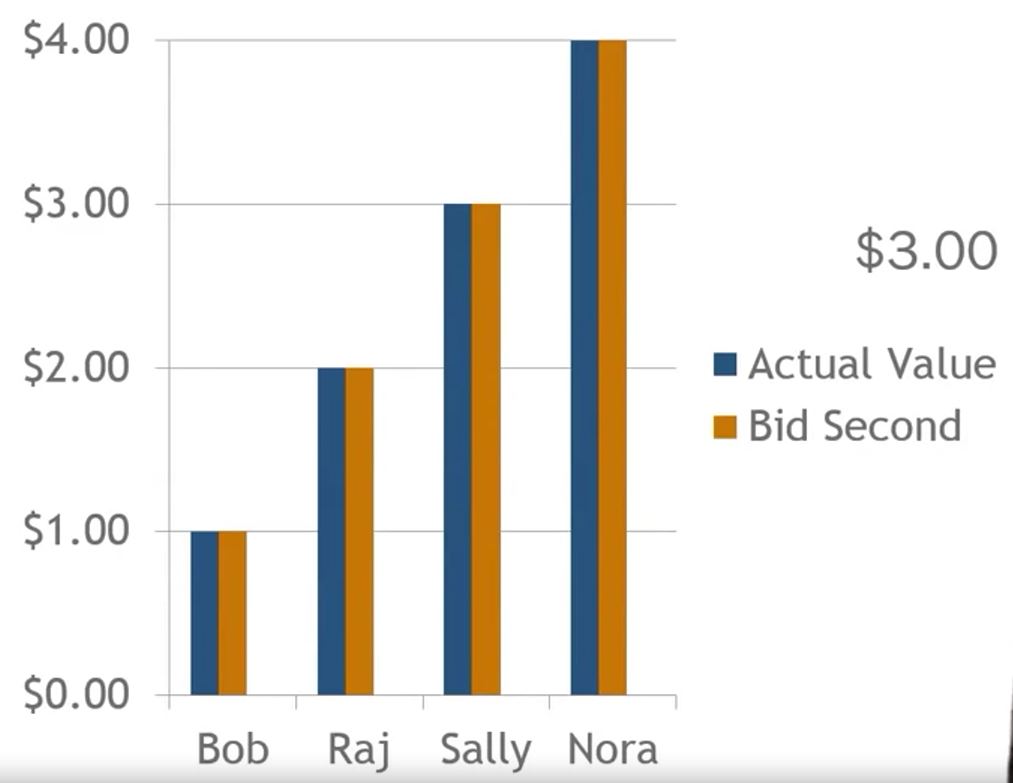 $4.00
$3.00
$2.00
$1.00
$0.00
Bob Raj Sally Nora
$3.00
Actual Value
Bid Second